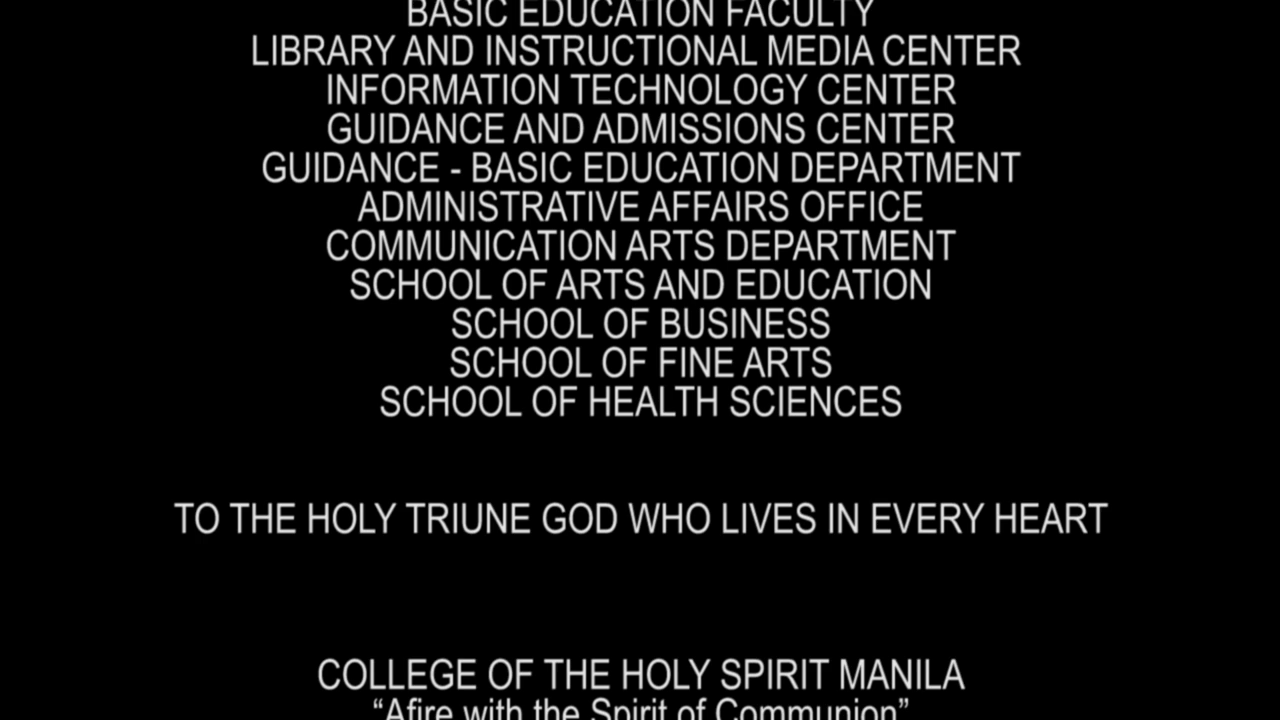 BASIC EDUCATION FACULTY
LIBRARY AND INSTRUCTIONAL MEDIA CENTER
INFORMATION TECHNOLOGY CENTER
GUIDANCE AND ADMISSIONS CENTER
GUIDANCE - BASIC EDUCATION DEPARTMENT
ADMINISTRATIVE AFFAIRS OFFICE
COMMUNICATION ARTS DEPARTMENT
SCHOOL OF ARTS AND EDUCATION
SCHOOL OF BUSINESS
SCHOOL OF FINE ARTS
SCHOOL OF HEALTH SCIENCES
TO THE HOLY TRIUNE GOD WHO LIVES IN EVERY HEART
COLLEGE OF THE HOLY SPIRIT MANILA
“Afire with the Spirit of Communion”